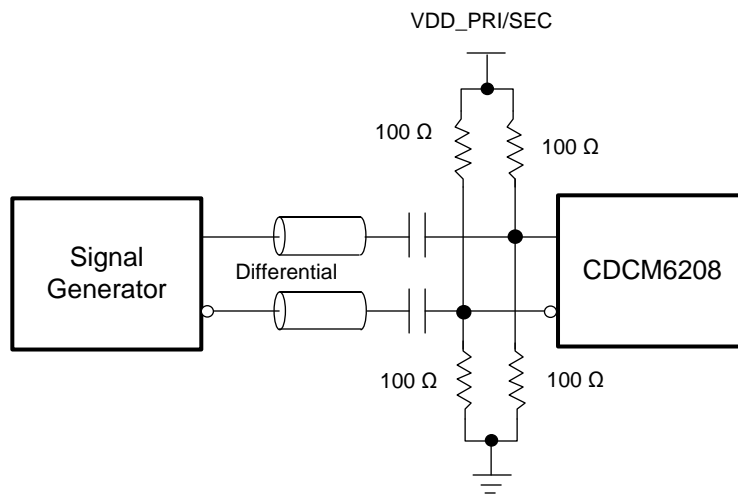 VDD_PRI/SEC
100 Ω
100 Ω
Signal
Generator
Differential
CDCM6208
100 Ω
100 Ω